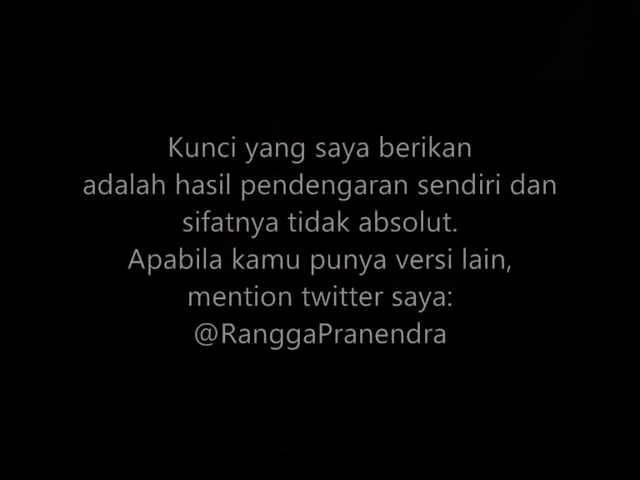 Kunci yang saya berikan
adalah hasil pendengaran sendiri dan
sifatnya tidak absolut.
Apabila kamu punya versi lain,
mention twitter saya:
@RanggaPranendra